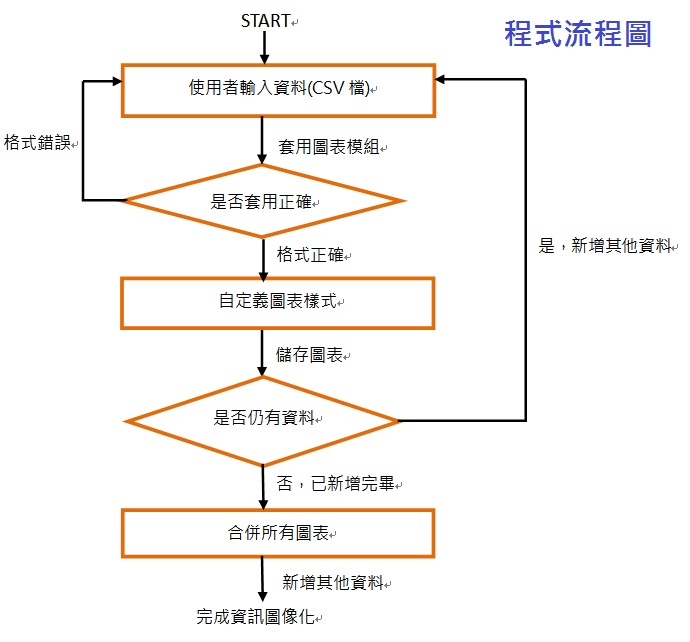 START
程式流程圖
使用者輸入資料(CSV 檔)
格式錯誤
套用圖表模組
是否套用正確
格式正確
是，新增其他資料
自定義圖表樣式
儲存圖表
是否仍有資料
否，已新增完畢
合併所有圖表
新增其他資料
完成資訊圖像化